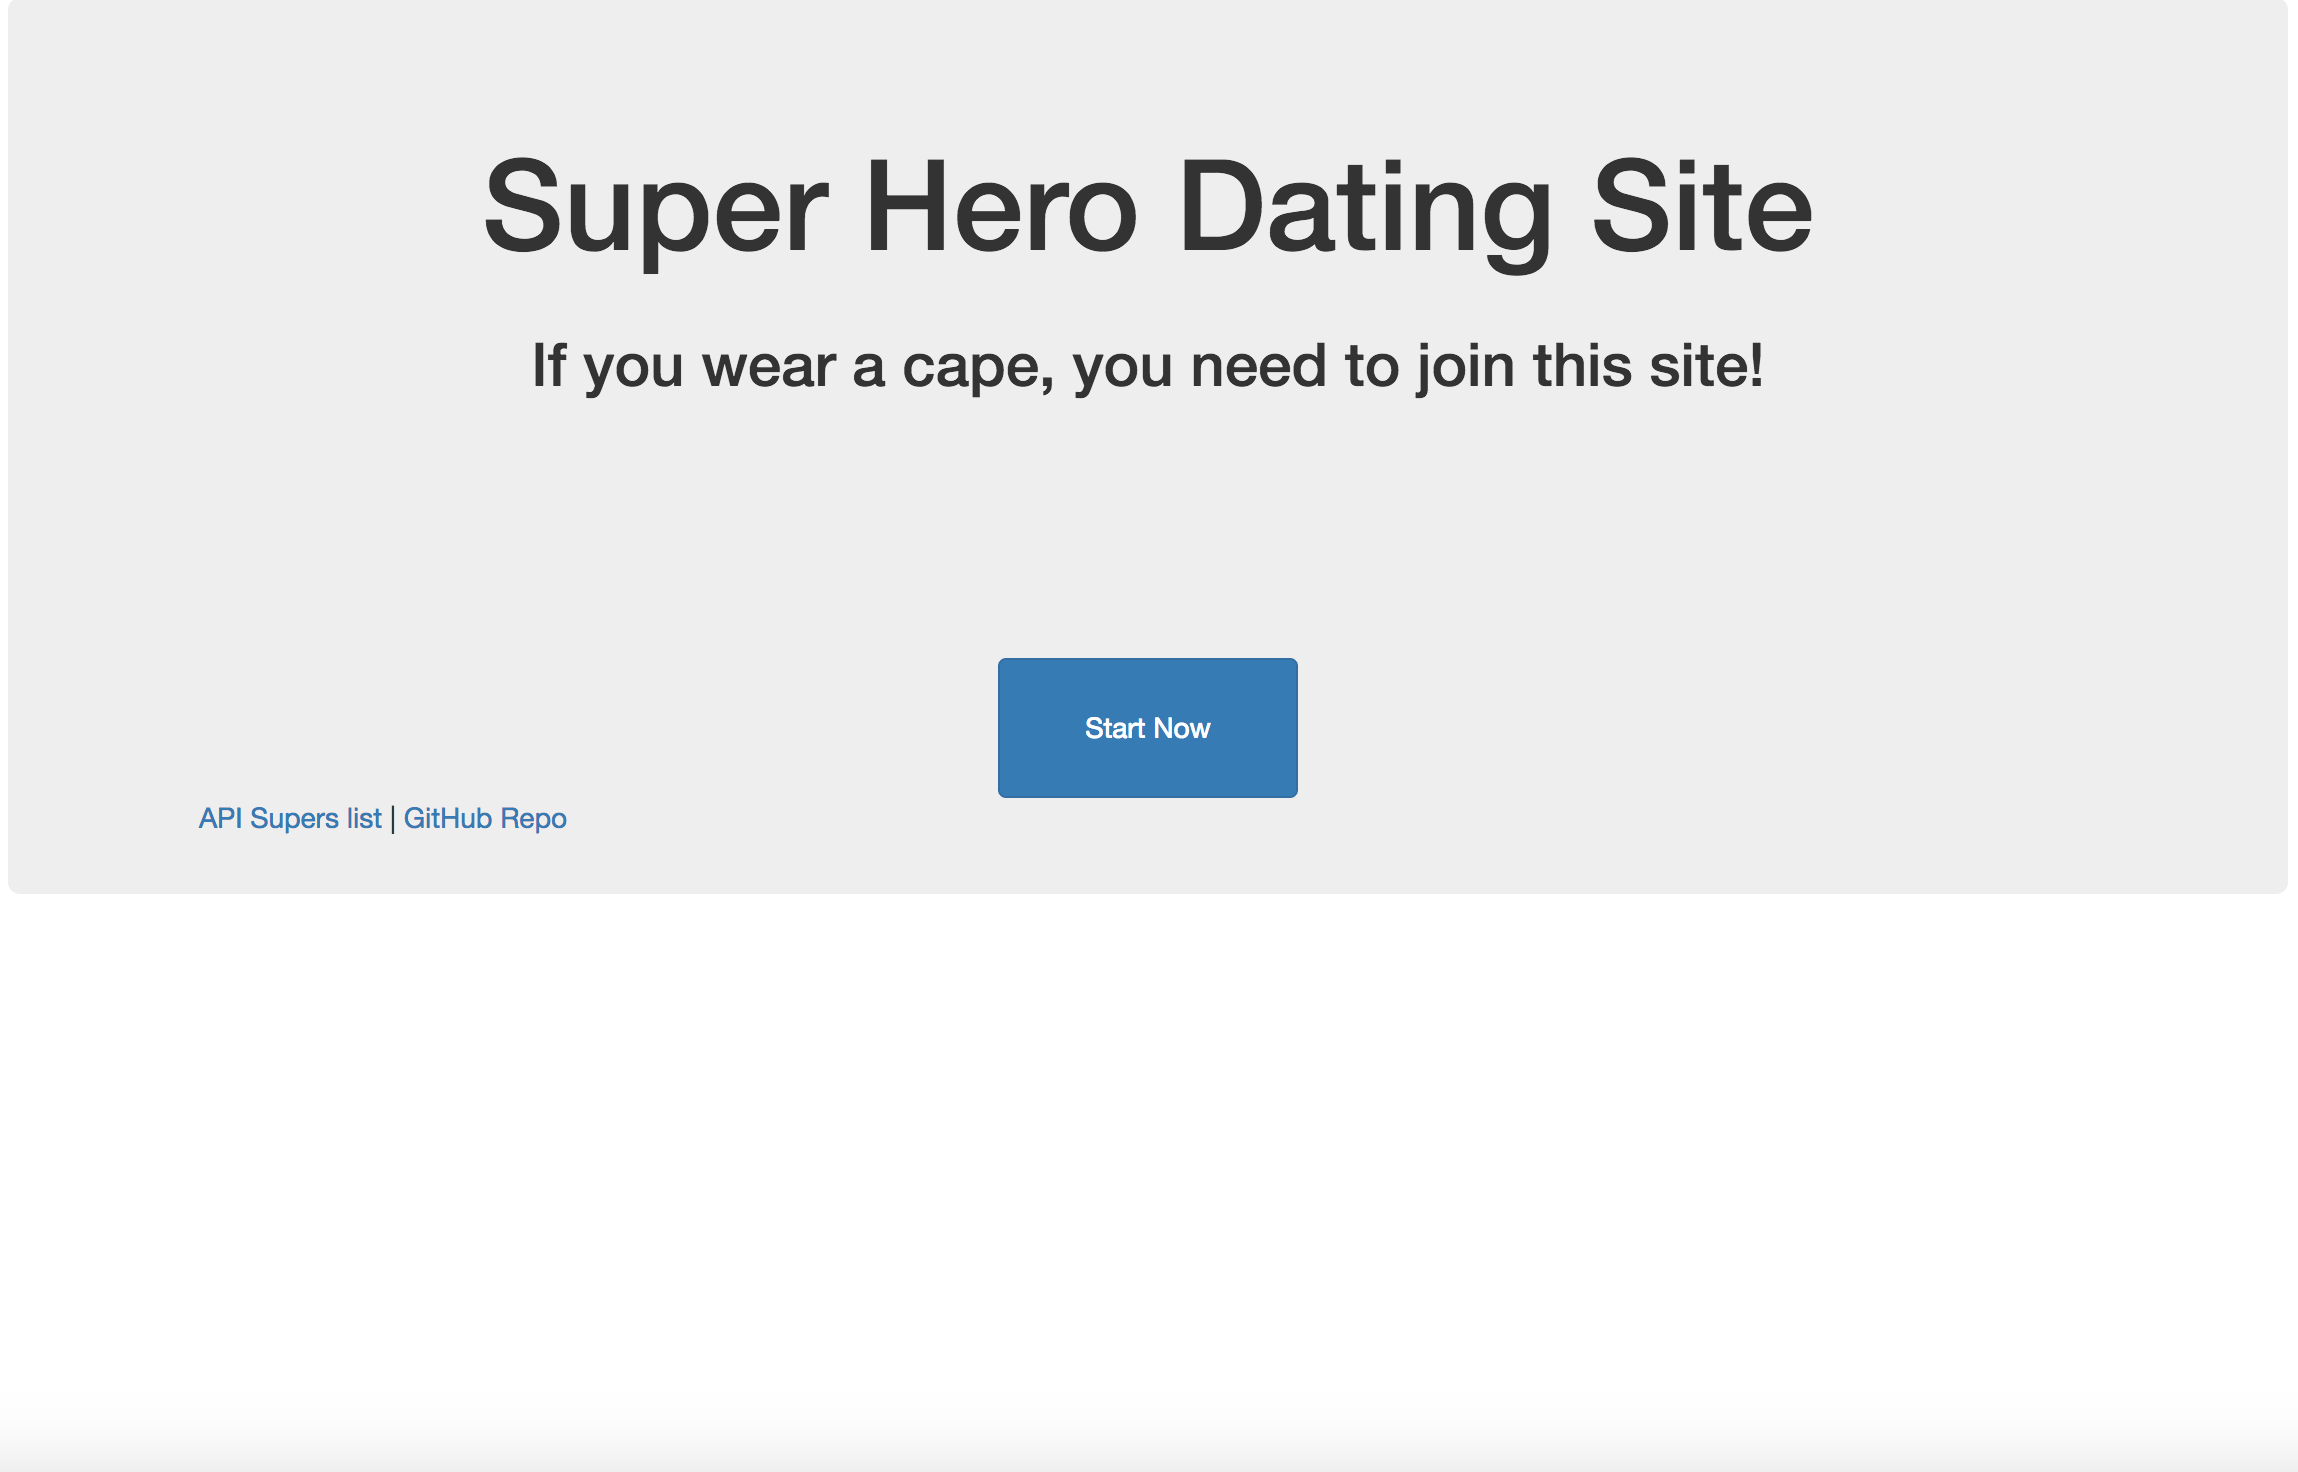 Super Hero Dating Site
If you wear a cape, you need to join this site!
Start Now
API Supers list | GitHub Repo